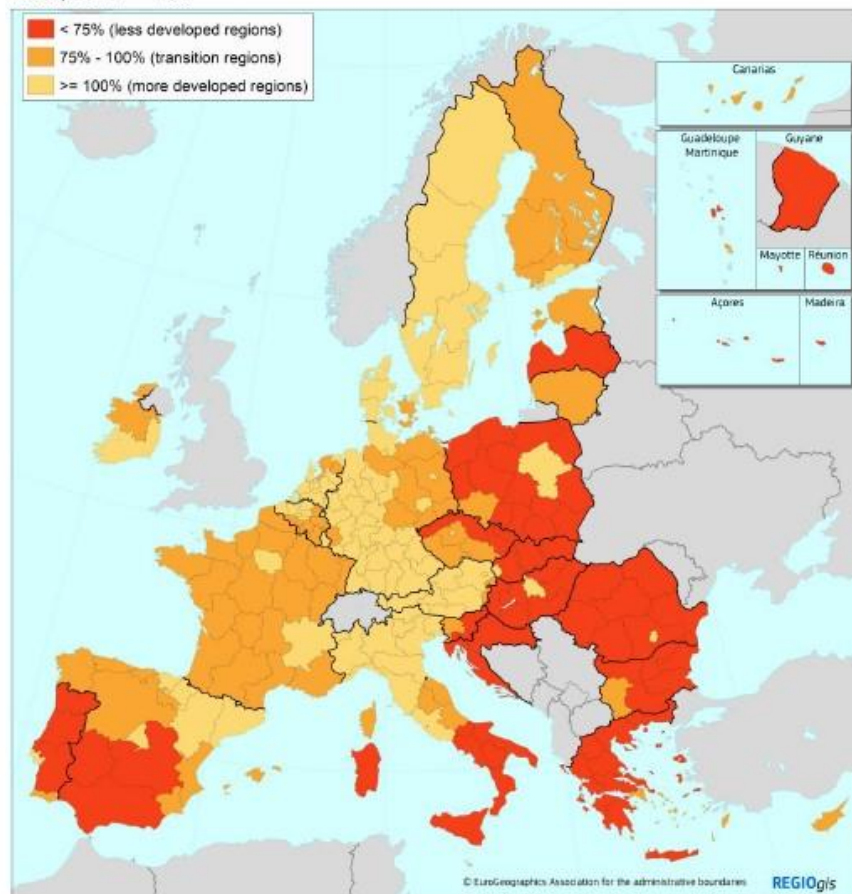 < 75% (less developed regions)
75% - 100% (transition regions)
>= 100% (more developed regions)
Canarias
Guadeloupe
Martinique
Guyane
Mayotte
Réunion
Açores
Madeira
© EuroGeographics Association for the administrative boundaries
REGIOgis